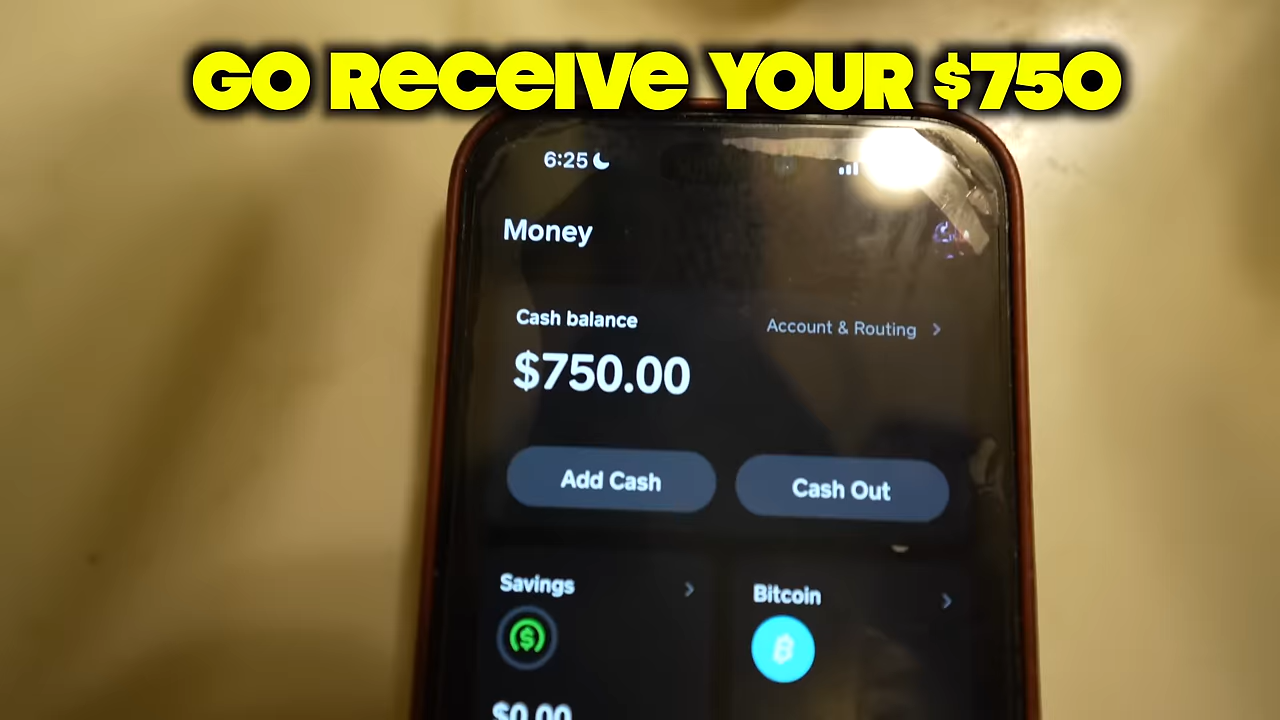 GO RECEIVE YOUR $750
6:25
Money
Cash balance
Account & Routing
$750.00
Add Cash
Cash Out
Savings
Bitcoin
$0.00